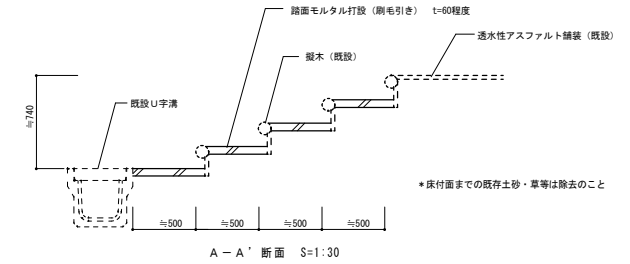 踏面モルタル打設（刷毛引き）　t=60程度
透水性アスファルト舗装（既設）
擬木（既設）
既設U字溝
≒740
＊床付面までの既存土砂・草等は除去のこと
≒500
≒500
≒500
≒500
A－A’断面　S=1:30